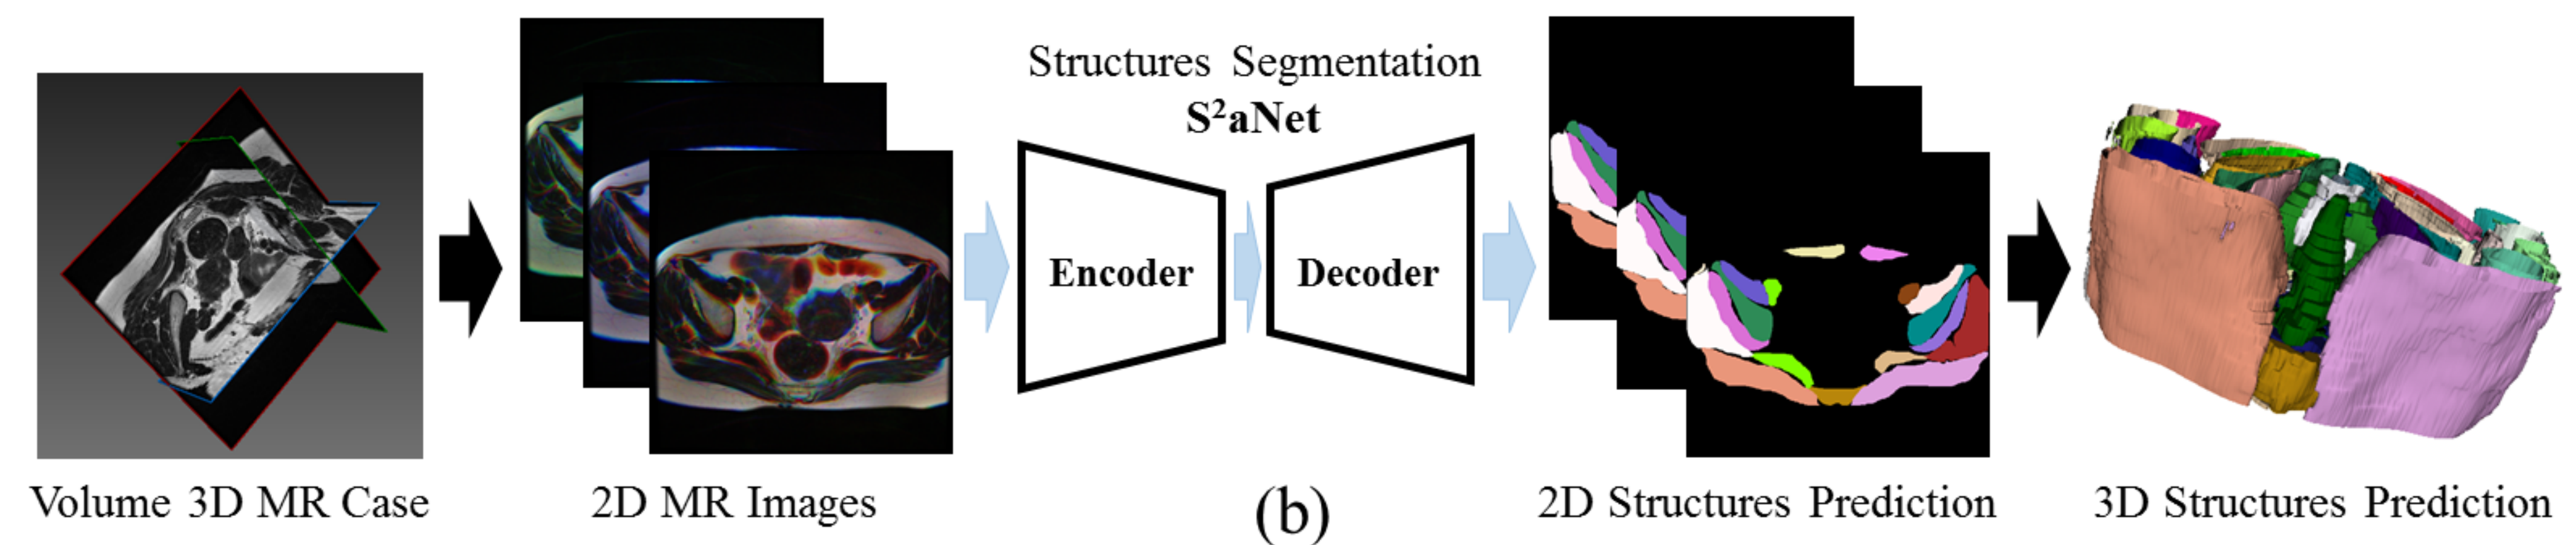 Structures Segmentation
S²aNet
Encoder
Decoder
Volume 3D MR Case
2D MR Images
(b)
2D Structures Prediction
3D Structures Prediction